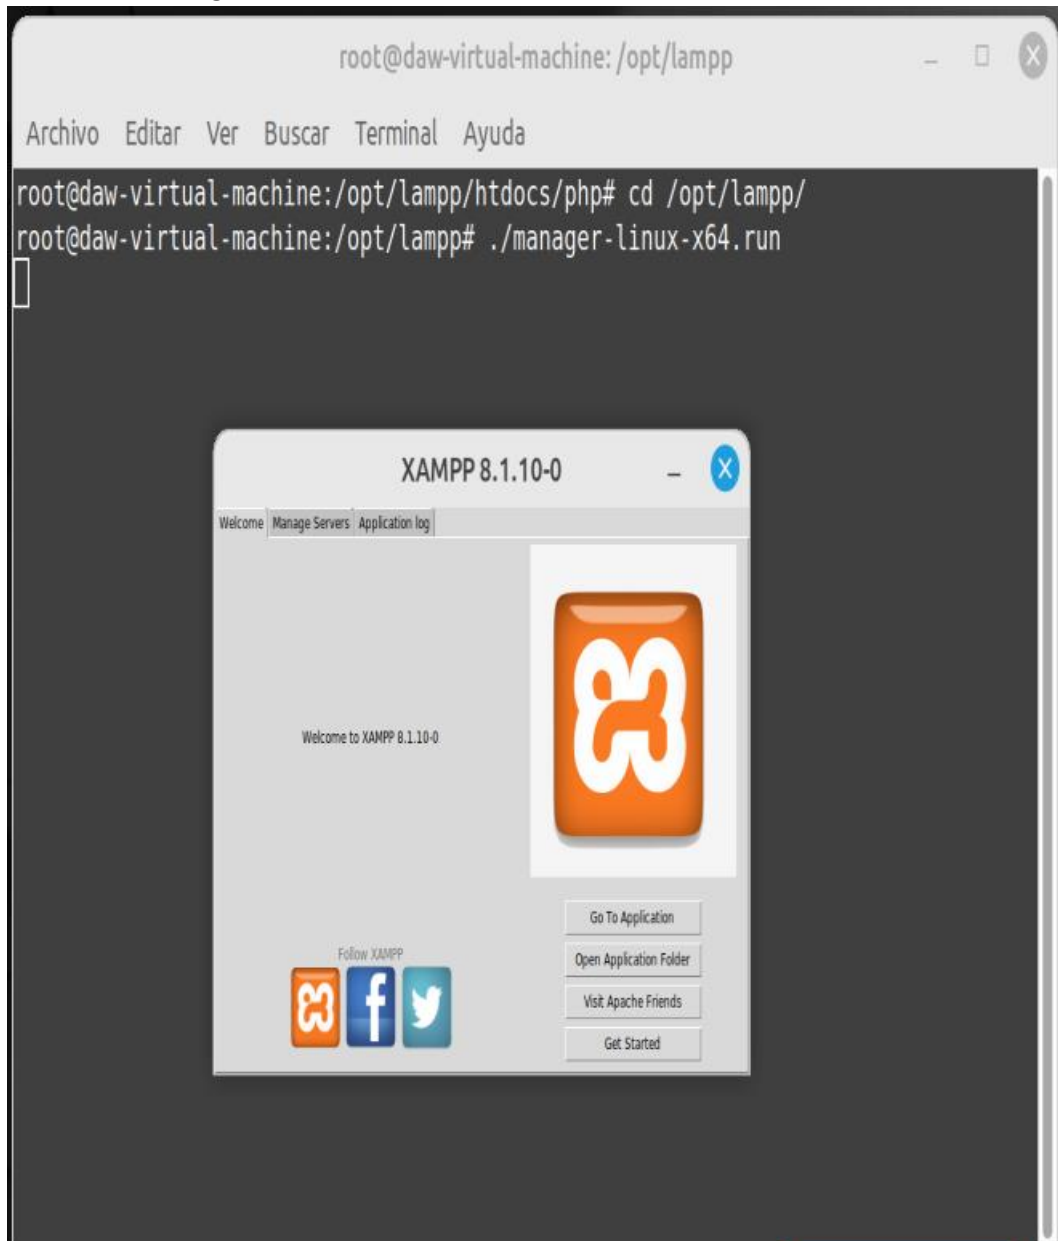 root@daw-virtual-machine: /opt/lampp
Archivo Editar Ver Buscar Terminal Ayuda
root@daw-virtual-machine:/opt/lampp/htdocs/php# cd /opt/lampp/
root@daw-virtual-machine:/opt/lampp# ./manager-linux-x64.run
XAMPP 8.1.10-0
Welcome Manage Servers Application log
Welcome to XAMPP 8.1.10-0
Go To Application
Open Application Folder
Visit Apache Friends
Get Started
Follow XAMPP